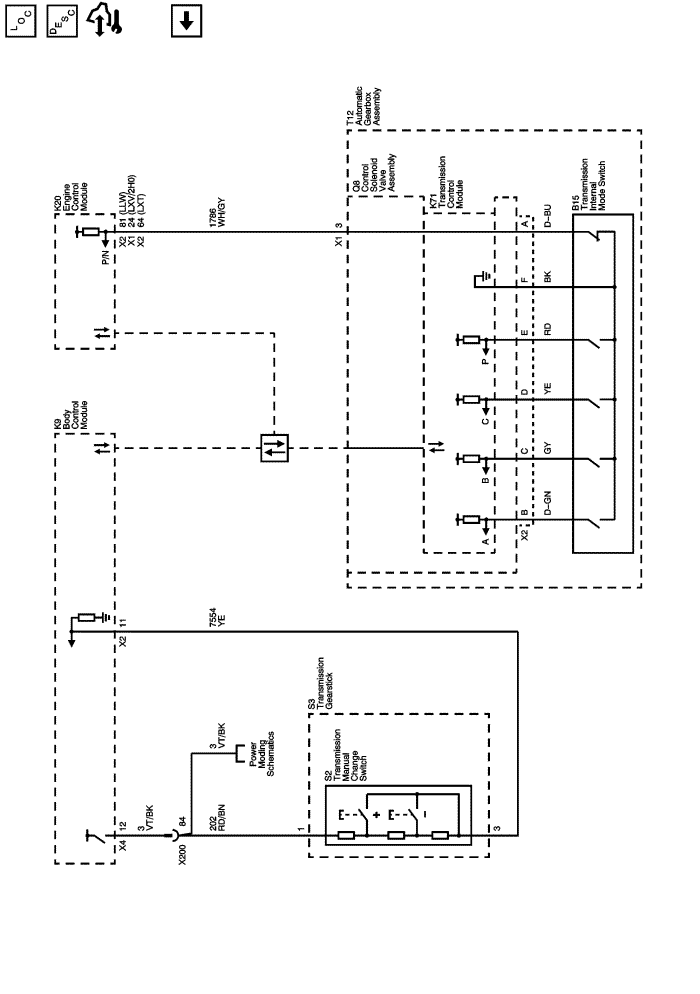 LOC
DESC
T12
Automatic
Gearbox
Assembly
K20
Engine
Control
Module
P/N
X2 81 (LLW)
X1 24 (LXV/2H0)
X2 64 (LXT)
1786
WH/GY
X1 3
Q8
Control
Solenoid
Valve
Assembly
K71
Transmission
Control
Module
A
D-BU
B15
Transmission
Internal
Mode Switch
F
BK
P
E
RD
C
D
YE
B
C
GY
A
X2 B
D-GN
K9
Body
Control
Module
X2 11
7554
YE
S3
Transmission
Gearstick
3
VT/BK
Power
Moding
Schematics
S2
Transmission
Manual
Change
Switch
+
–
X4 12
3
VT/BK
X200 84
202
RD/BN
1
3